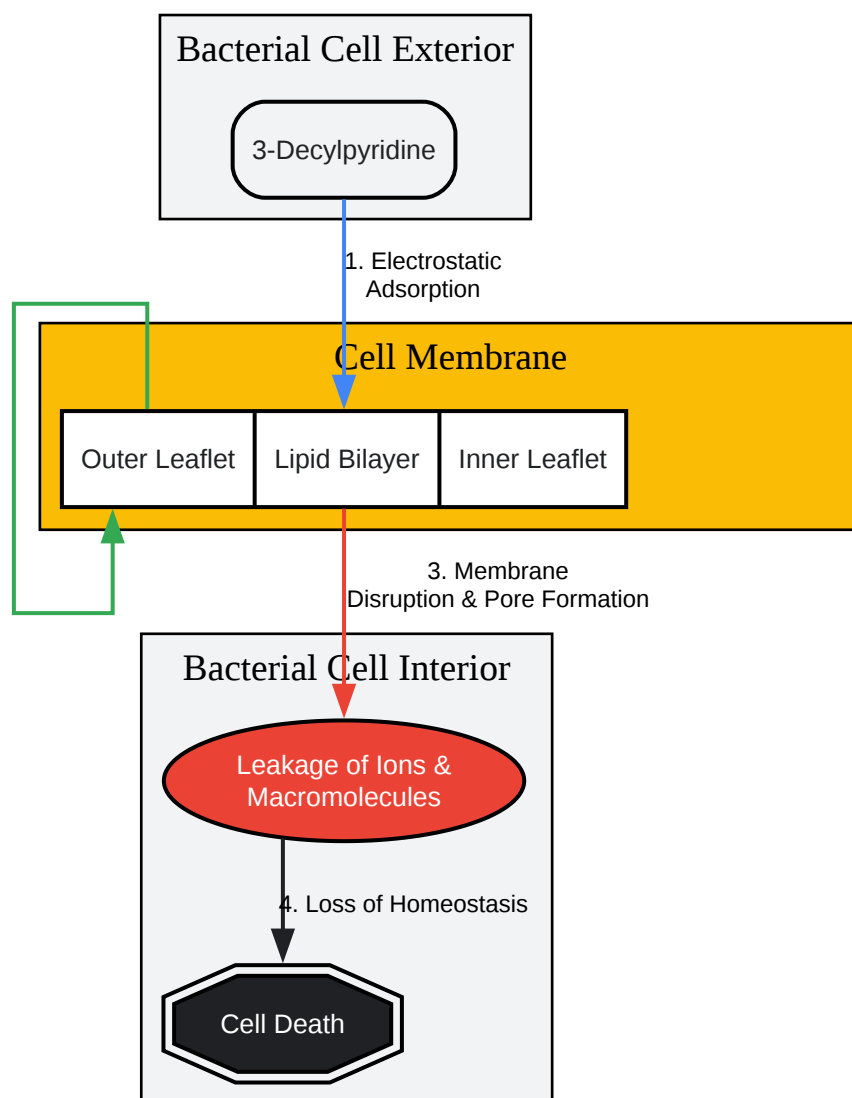 Bacterial Cell Exterior
3-Decylpyridine
1. Electrostatic
Adsorption
Cell Membrane
Outer Leaflet
Lipid Bilayer
Inner Leaflet
3. Membrane
Disruption & Pore Formation
Bacterial Cell Interior
Leakage of Ions &
Macromolecules
4. Loss of Homeostasis
Cell Death